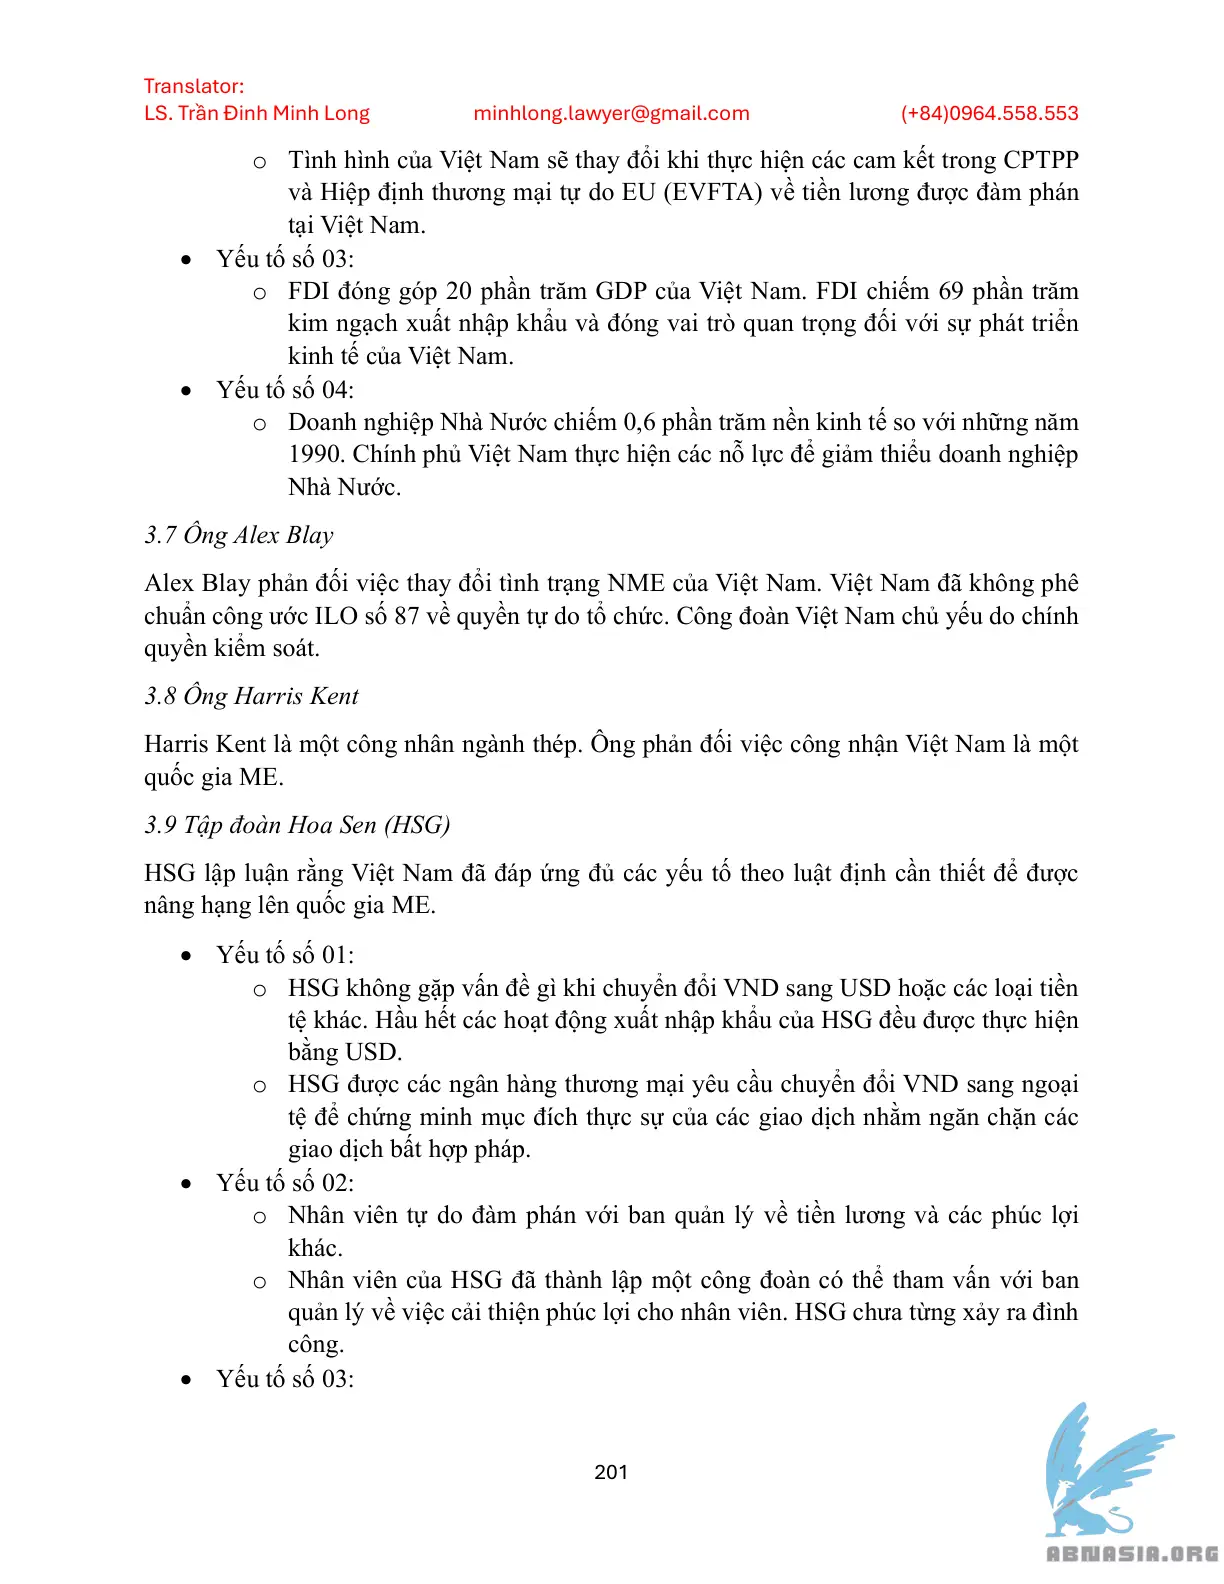 Translator:
LS. Trần Đinh Minh Long minhlong.lawyer@gmail.com (+84)0964.558.553
o Tình hình của Việt Nam sẽ thay đổi khi thực hiện các cam kết trong CPTPP
và Hiệp định thương mại tự do EU (EVFTA) về tiền lương được đàm phán
tại Việt Nam.
• Yếu tố số 03:
o FDI đóng góp 20 phần trăm GDP của Việt Nam. FDI chiếm 69 phần trăm
kim ngạch xuất nhập khẩu và đóng vai trò quan trọng đối với sự phát triển
kinh tế của Việt Nam.
• Yếu tố số 04:
o Doanh nghiệp Nhà Nước chiếm 0,6 phần trăm nền kinh tế so với những năm
1990. Chính phủ Việt Nam thực hiện các nỗ lực để giảm thiểu doanh nghiệp
Nhà Nước.
3.7 Ông Alex Blay
Alex Blay phản đối việc thay đổi tình trạng NME của Việt Nam. Việt Nam đã không phê
chuẩn công ước ILO số 87 về quyền tự do tổ chức. Công đoàn Việt Nam chủ yếu do chính
quyền kiểm soát.
3.8 Ông Harris Kent
Harris Kent là một công nhân ngành thép. Ông phản đối việc công nhận Việt Nam là một
quốc gia ME.
3.9 Tập đoàn Hoa Sen (HSG)
HSG lập luận rằng Việt Nam đã đáp ứng đủ các yếu tố theo luật định cần thiết để được
nâng hạng lên quốc gia ME.
• Yếu tố số 01:
o HSG không gặp vấn đề gì khi chuyển đổi VND sang USD hoặc các loại tiền
tệ khác. Hầu hết các hoạt động xuất nhập khẩu của HSG đều được thực hiện
bằng USD.
o HSG được các ngân hàng thương mại yêu cầu chuyển đổi VND sang ngoại
tệ để chứng minh mục đích thực sự của các giao dịch nhằm ngăn chặn các
giao dịch bất hợp pháp.
• Yếu tố số 02:
o Nhân viên tự do đàm phán với ban quản lý về tiền lương và các phúc lợi
khác.
o Nhân viên của HSG đã thành lập một công đoàn có thể tham vấn với ban
quản lý về việc cải thiện phúc lợi cho nhân viên. HSG chưa từng xảy ra đình
công.
• Yếu tố số 03:
201
ABNASIA.ORG